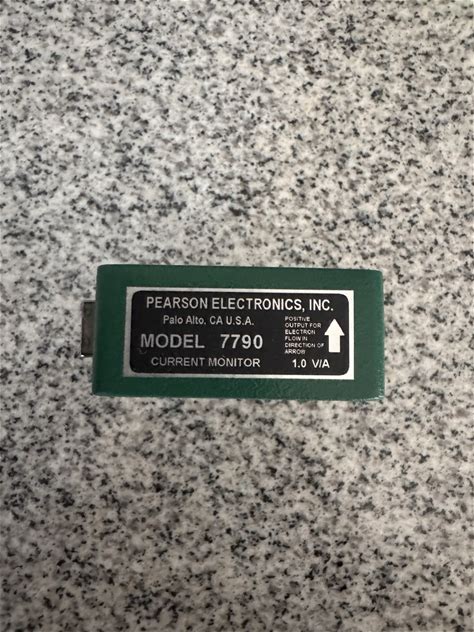 PEARSON ELECTRONICS, INC.
Palo Alto, CA U.S.A.
MODEL 7790
CURRENT MONITOR
POSITIVE
OUTPUT FOR
ELECTRON
FLOW IN
DIRECTION OF
ARROW
1.0 V/A